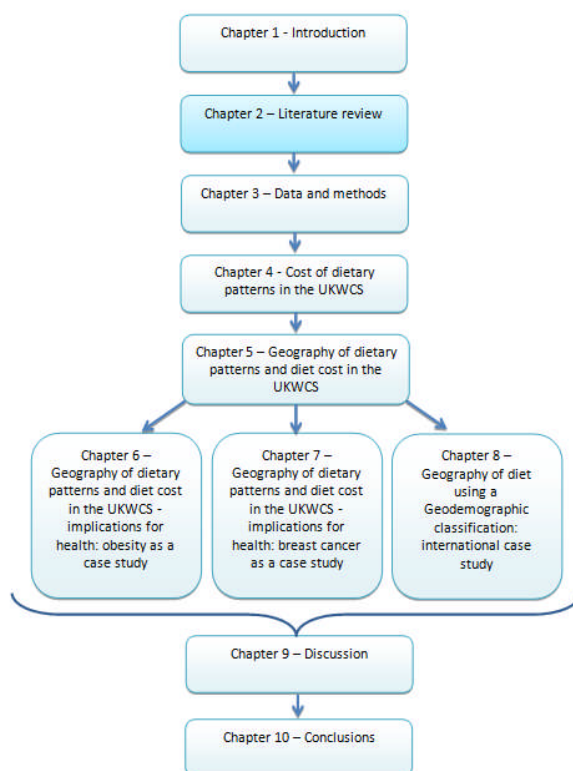 Chapter 1 - Introduction
Chapter 2 – Literature review
Chapter 3 – Data and methods
Chapter 4 - Cost of dietary
patterns in the UKWCS
Chapter 5 – Geography of dietary
patterns and diet cost in the
UKWCS
Chapter 6 –
Geography of dietary
patterns and diet cost
in the UKWCS -
implications for
health: obesity as a
case study
Chapter 7 –
Geography of dietary
patterns and diet cost
in the UKWCS -
implications for
health: breast cancer
as a case study
Chapter 8 –
Geography of diet
using a
Geodemographic
classification:
international case
study
Chapter 9 – Discussion
Chapter 10 – Conclusions